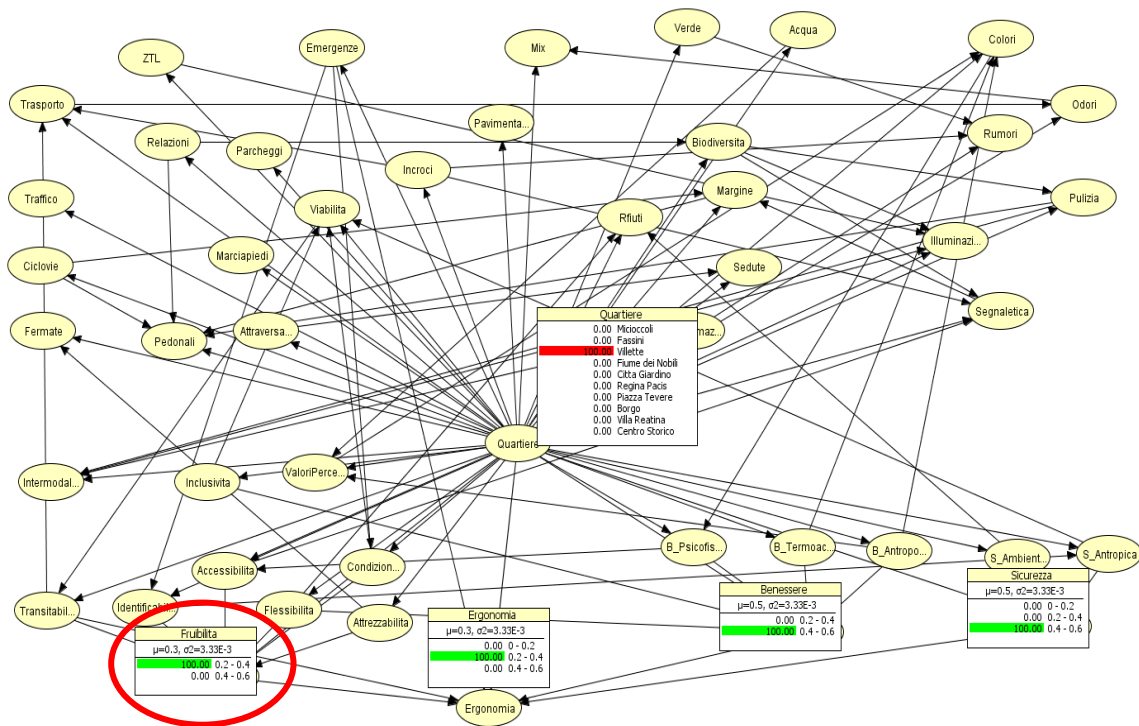 ZTL
Emergenze
Mix
Verde
Acqua
Colori
Trasporto
Odori
Relazioni
Parcheggi
Pavimenta...
Incroci
Biodiversita
Rumori
Traffico
Viabilita
Rfiuti
Margine
Pulizia
Ciclovie
Marciapiedi
Sedute
Illuminazi...
Fermate
Pedonali
Attraversa...
Segnaletica
maz...
Quartiere
0.00 Micioccoli
0.00 Fassini
100.00 Villette
0.00 Fiume dei Nobili
0.00 Citta Giardino
0.00 Regina Pacis
0.00 Piazza Tevere
0.00 Borgo
0.00 Villa Reatina
0.00 Centro Storico
Quartiere
Intermodal...
Inclusivita
ValoriPerce...
Accessibilita
Condizion...
B_Psicofis...
B_Termoac...
B_Antropo...
S_Ambient...
S_Antropica
Transitabil...
Identificabil...
Flessibilita
Attrezzabilita
Fruibilita
μ=0.3, σ2=3.33E-3
100.00 0.2 - 0.4
0.00 0.4 - 0.6
Ergonomia
μ=0.3, σ2=3.33E-3
0.00 0 - 0.2
100.00 0.2 - 0.4
0.00 0.4 - 0.6
Benessere
μ=0.5, σ2=3.33E-3
0.00 0.2 - 0.4
100.00 0.4 - 0.6
Sicurezza
μ=0.5, σ2=3.33E-3
0.00 0 - 0.2
0.00 0.2 - 0.4
100.00 0.4 - 0.6
Ergonomia